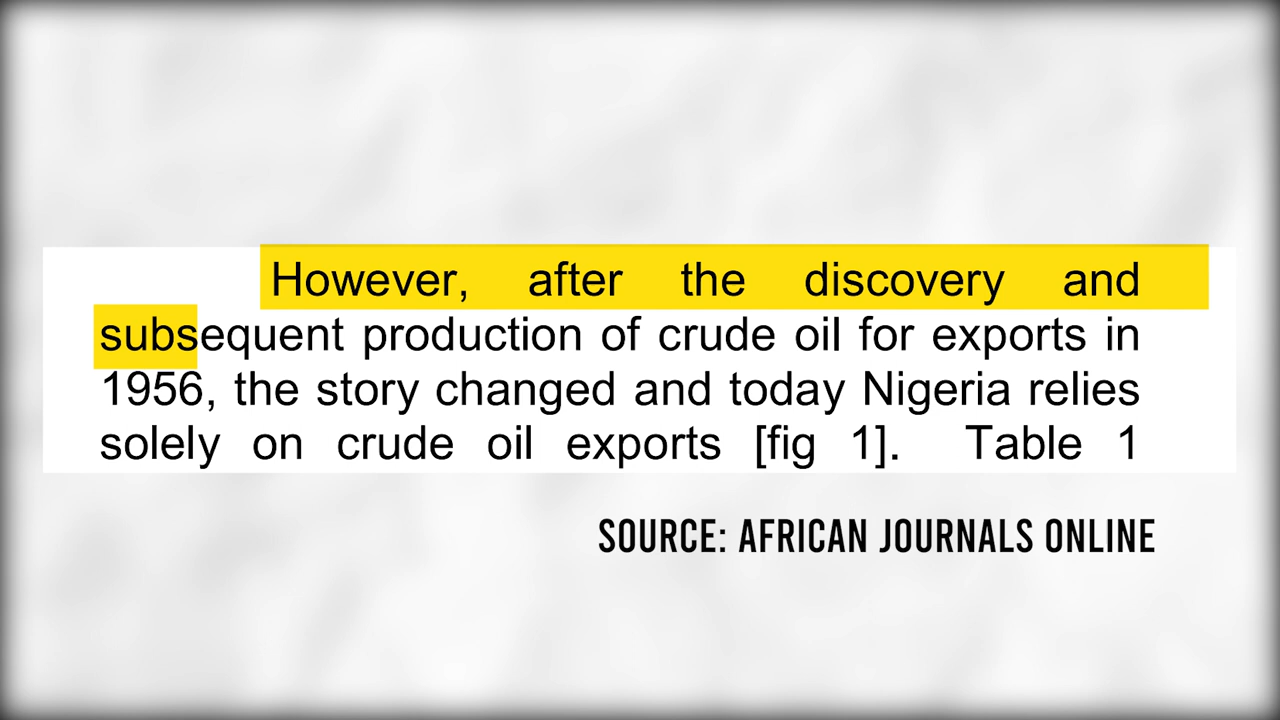 However, after the discovery and
subsequent production of crude oil for exports in
1956, the story changed and today Nigeria relies
solely on crude oil exports [fig 1]. Table 1
SOURCE: AFRICAN JOURNALS ONLINE